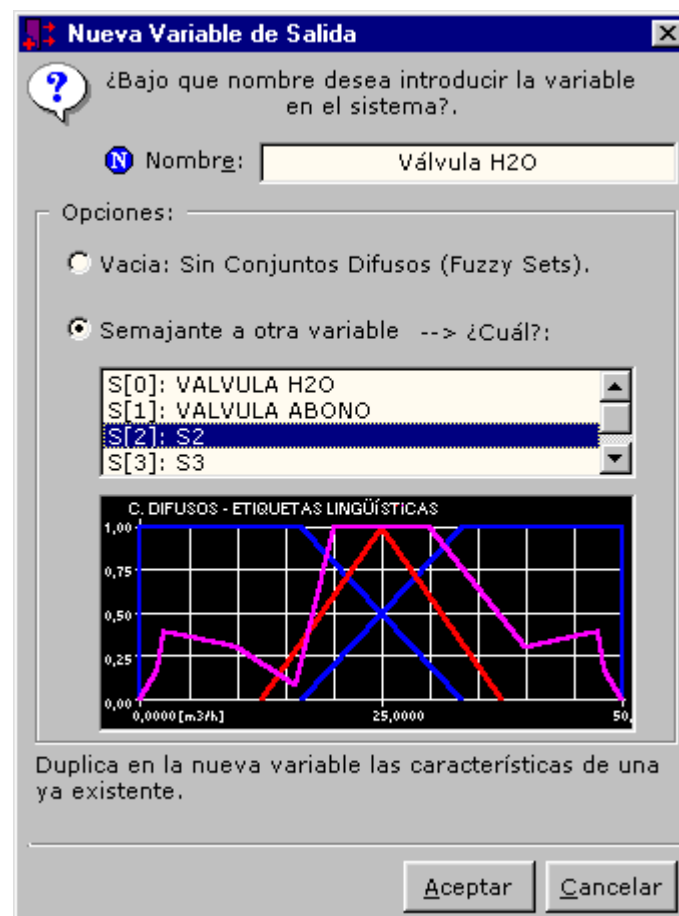 Nueva Variable de Salida
¿Bajo que nombre desea introducir la variable
en el sistema?.
N Nombre: Válvula H2O
Opciones:
Vacia: Sin Conjuntos Difusos (Fuzzy Sets).
Semajante a otra variable --> ¿Cuál?:
S[0]: VALVULA H2O
S[1]: VALVULA ABONO
S[2]: S2
S[3]: S3
C. DIFUSOS - ETIQUETAS LINGÜÍSTICAS
1,00
0,75
0,50
0,25
0,00
0,0000 [m3/h] 25,0000 50,
Duplica en la nueva variable las características de una
ya existente.
Aceptar Cancelar